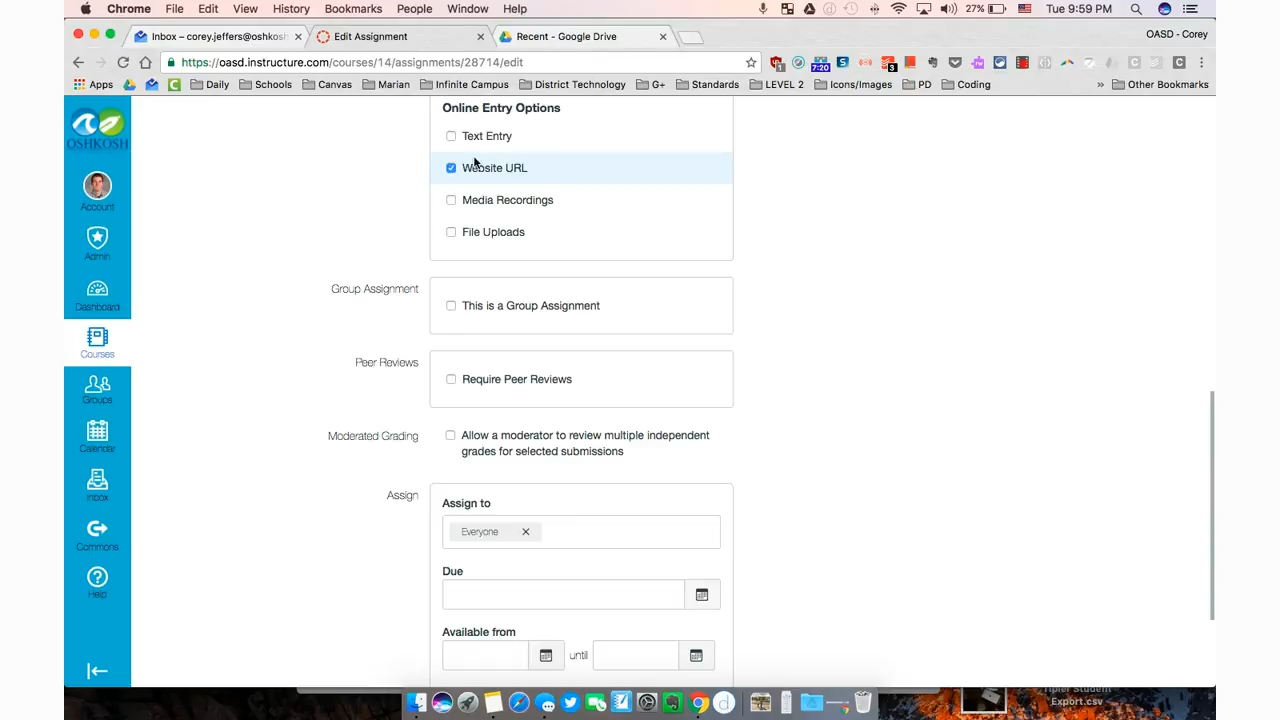 Chrome File Edit View History Bookmarks People Window Help 27% Tue 9:59 PM
Inbox – corey.jeffers@oshkosh Edit Assignment Recent - Google Drive OASD - Corey
https://oasd.instructure.com/courses/14/assignments/28714/edit
7:20
3
Apps Daily Schools Canvas Marian Infinite Campus District Technology G+ Standards LEVEL 2 Icons/Images PD Coding » Other Bookmarks
OSHKOSH
Account
Admin
Dashboard
Courses
Groups
Calendar
Inbox
Commons
Help
Online Entry Options
Text Entry
Website URL
Media Recordings
File Uploads
Group Assignment This is a Group Assignment
Peer Reviews Require Peer Reviews
Moderated Grading Allow a moderator to review multiple independent
grades for selected submissions
Assign
Assign to
Everyone
Due
Available from
until
Student
Export.csv